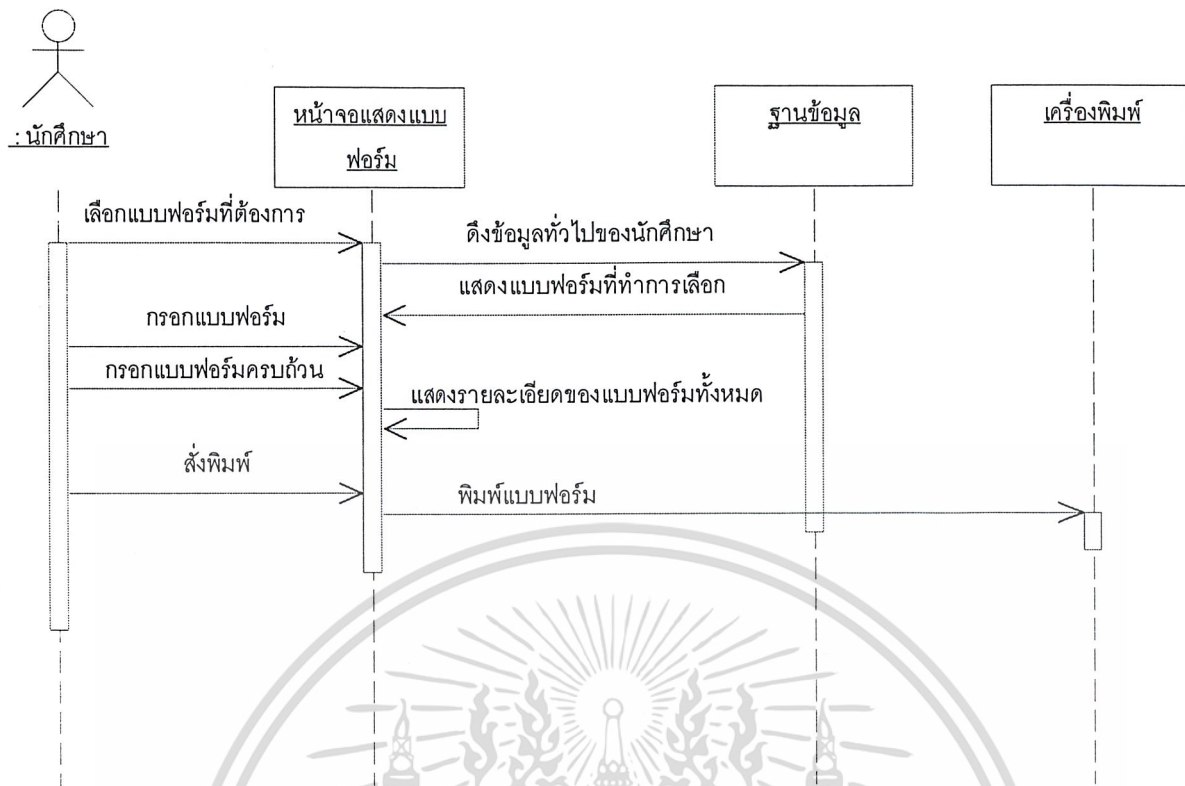 : นักศึกษา
หน้าจอแสดงแบบ
ฟอร์ม
ฐานข้อมูล
เครื่องพิมพ์
เลือกแบบฟอร์มที่ต้องการ
ดึงข้อมูลทั่วไปของนักศึกษา
แสดงแบบฟอร์มที่ทำการเลือก
กรอกแบบฟอร์ม
กรอกแบบฟอร์มครบถ้วน
แสดงรายละเอียดของแบบฟอร์มทั้งหมด
สั่งพิมพ์
พิมพ์แบบฟอร์ม